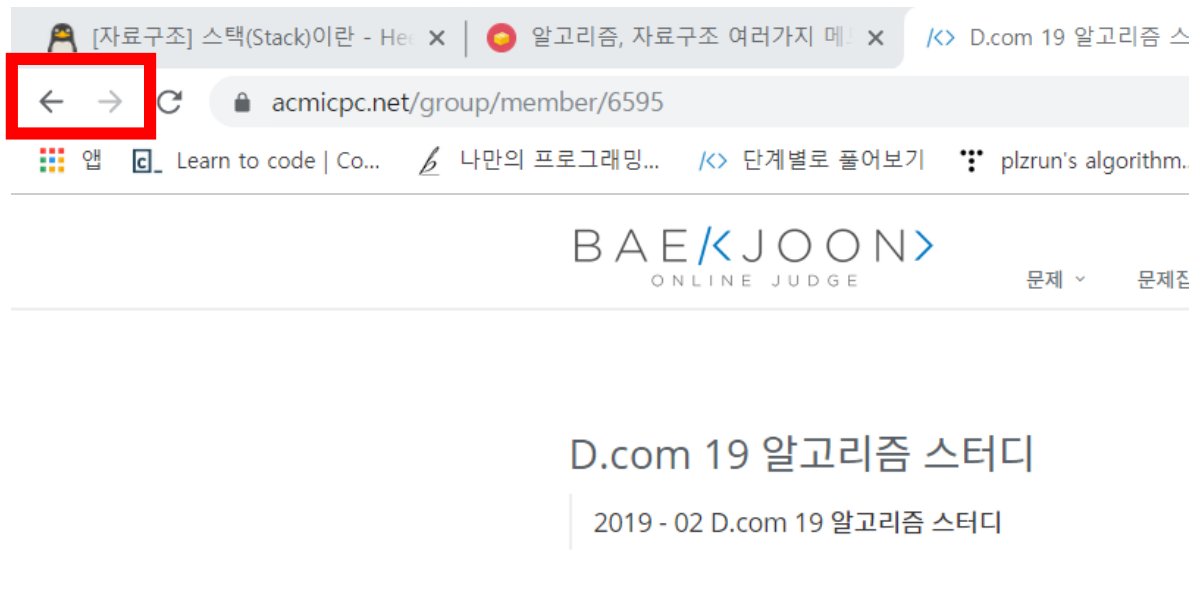 [자료구조] 스택(Stack)이란 - He
알고리즘, 자료구조 여러가지 메
D.com 19 알고리즘 스
acmicpc.net/group/member/6595
앱 Learn to code | Co... 나만의 프로그래밍... 단계별로 풀어보기 plzrun's algorithm..
BAEKJOON>
ONLINE JUDGE
문제 문제집
D.com 19 알고리즘 스터디
2019 - 02 D.com 19 알고리즘 스터디